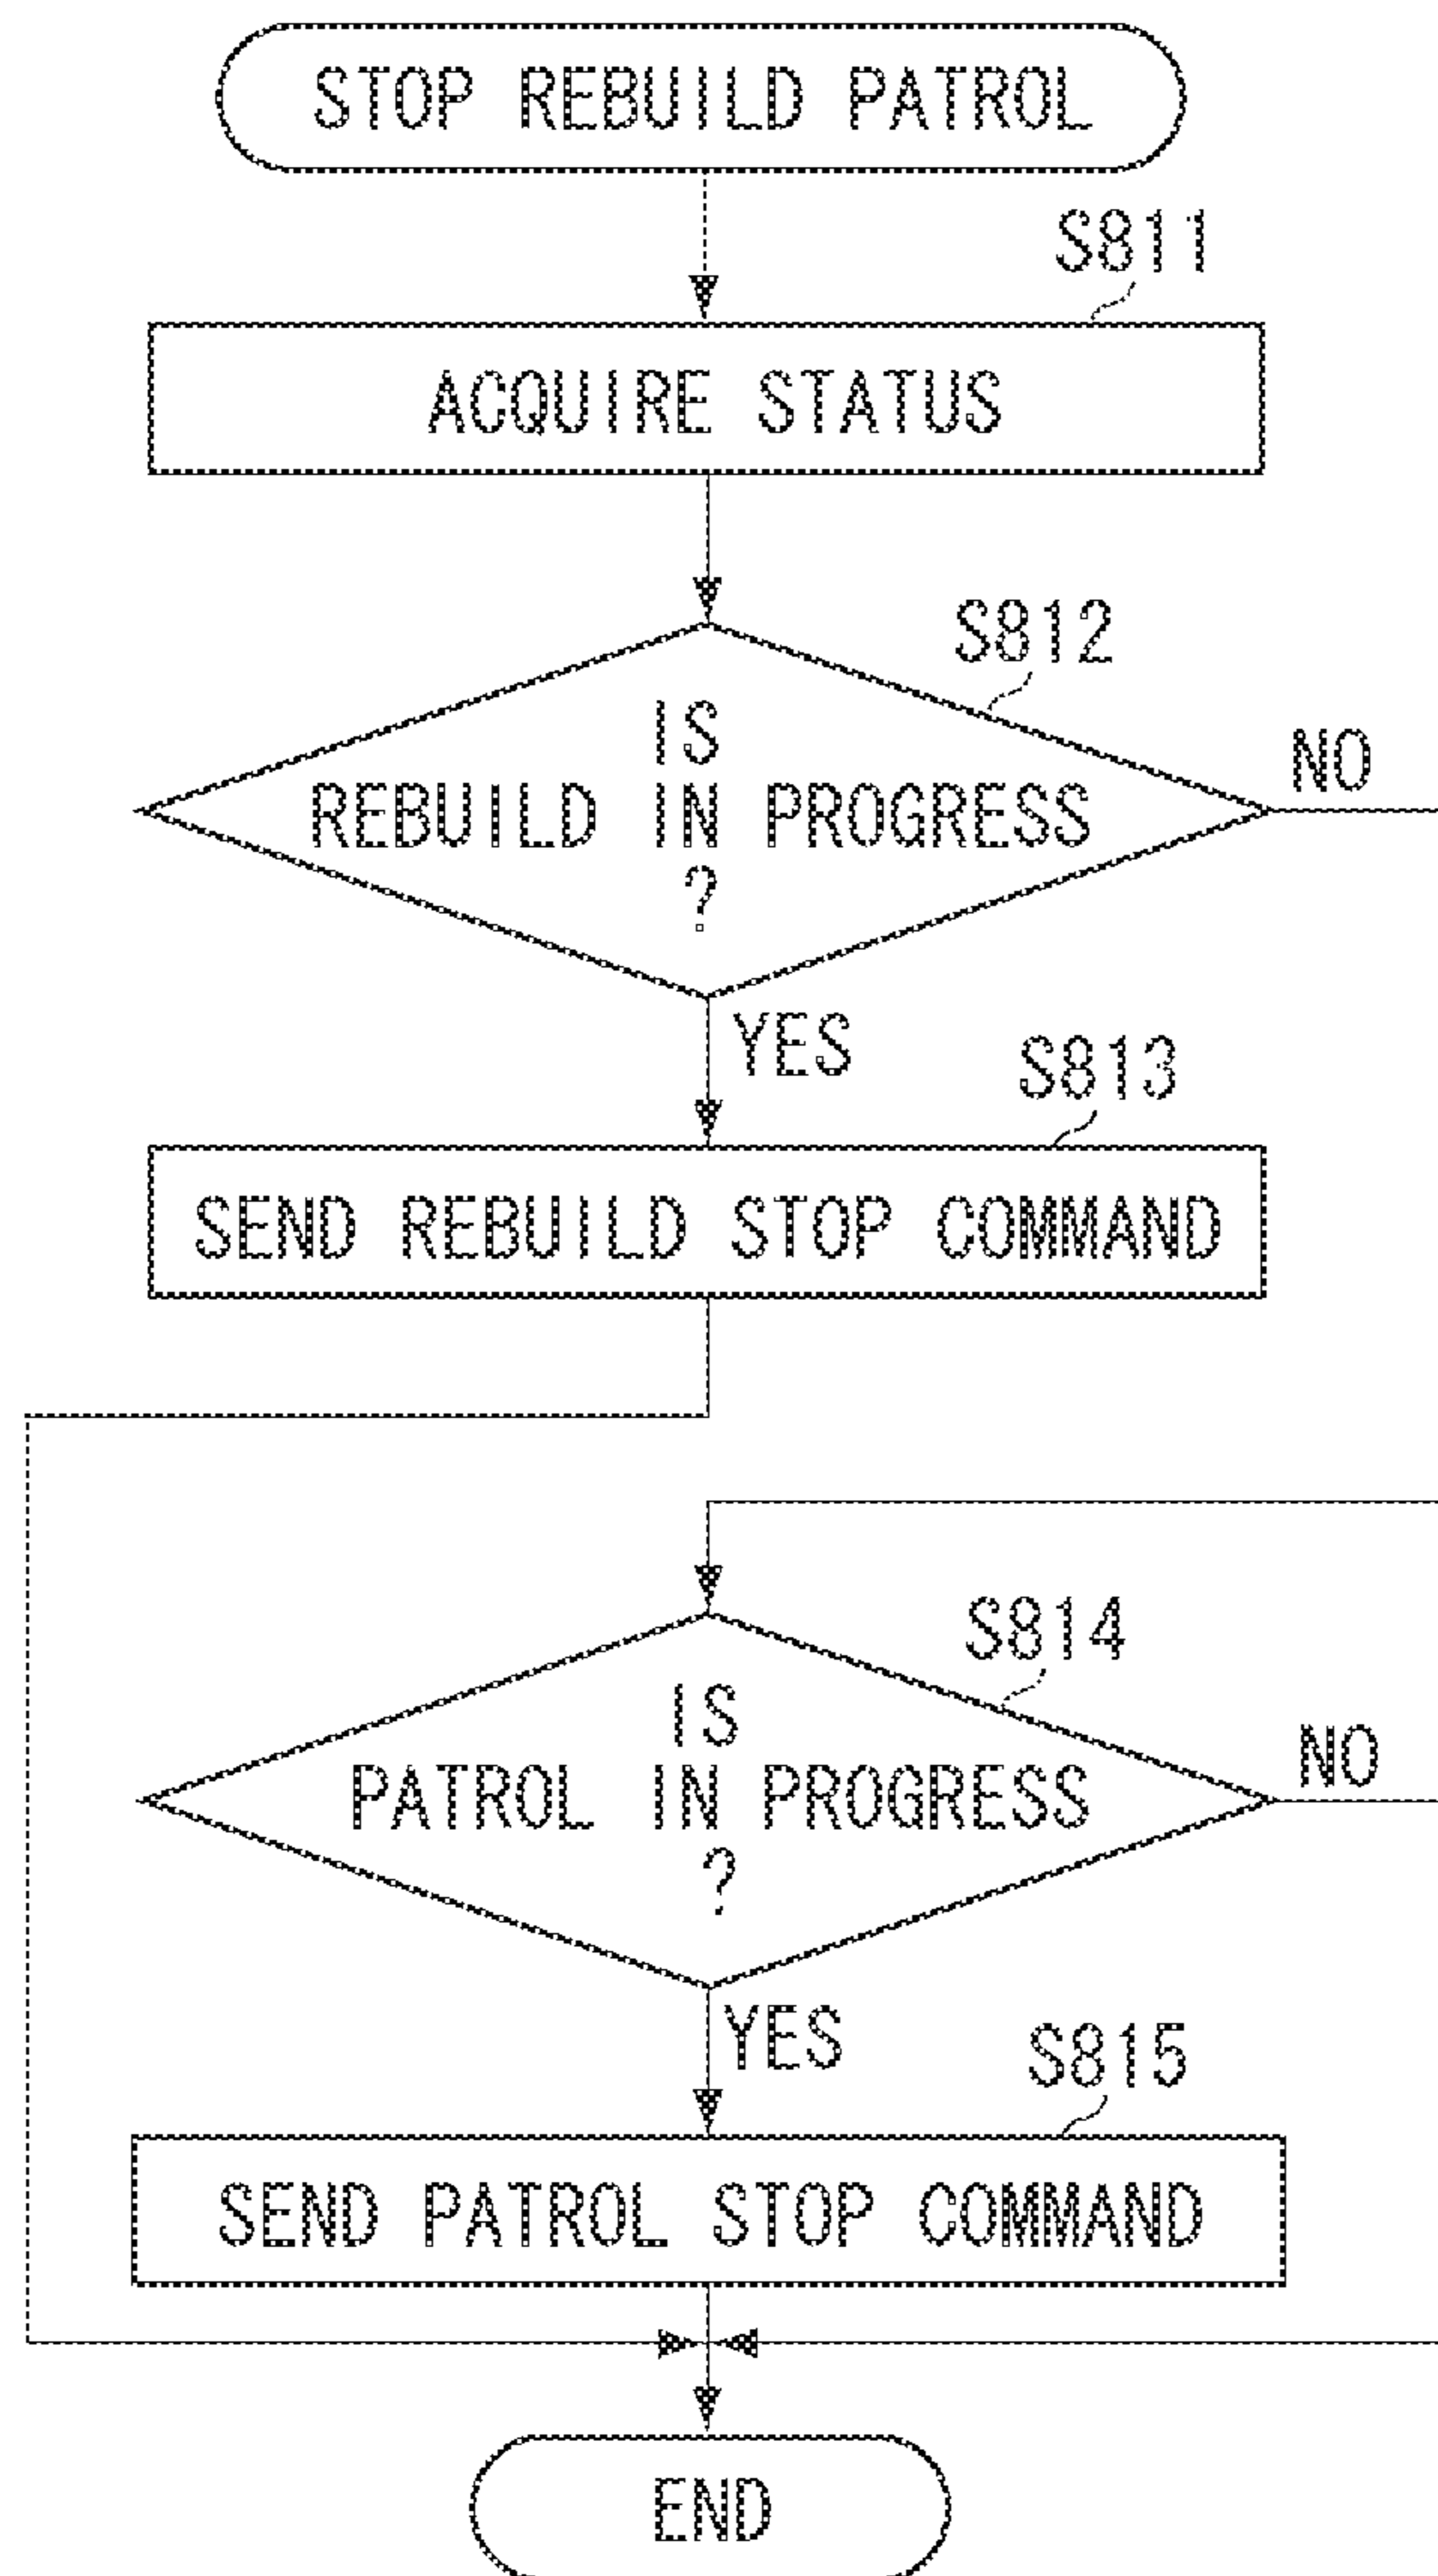 STOP REBUILD PATROL
S811
ACQUIRE STATUS
S812
IS
REBUILD IN PROGRESS
?
NO
YES
S813
SEND REBUILD STOP COMMAND
S814
IS
PATROL IN PROGRESS
?
NO
YES
S815
SEND PATROL STOP COMMAND
END